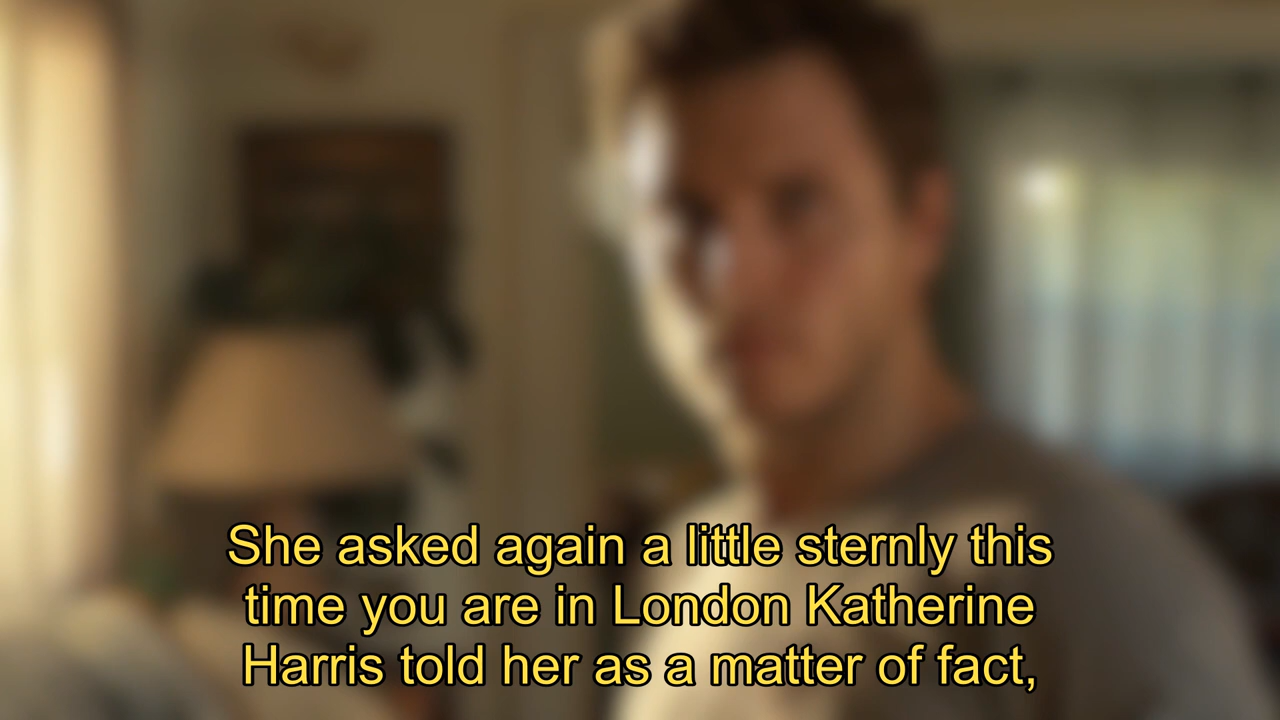 She asked again a little sternly this
time you are in London Katherine
Harris told her as a matter of fact,